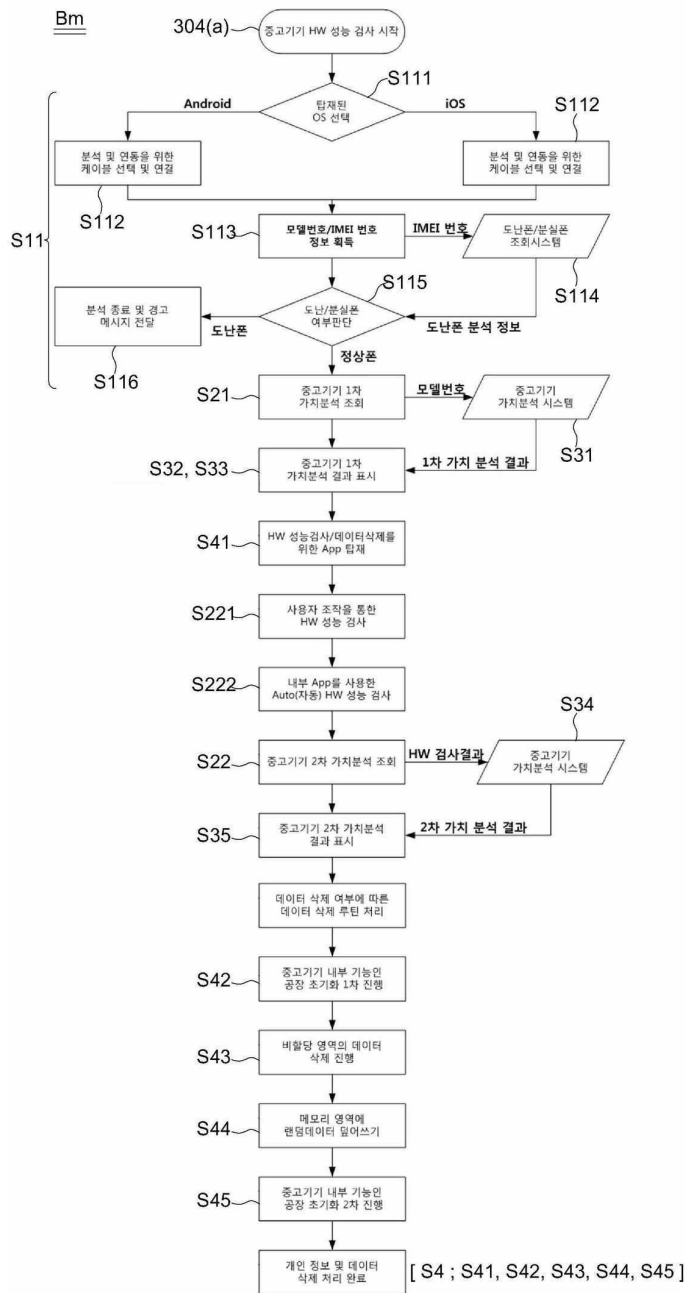 Bm
304(a)
중고기기 HW 성능 검사 시작
S111
Android
탑재된
OS 선택
iOS
S112
분석 및 연동을 위한
케이블 선택 및 연결
분석 및 연동을 위한
케이블 선택 및 연결
S112
S11
S113
모델번호/IMEI 번호
정보 획득
IMEI 번호
도난폰/분실폰
조회시스템
S114
S115
분석 종료 및 경고
메시지 전달
도난폰
도난/분실폰
여부판단
도난폰 분석 정보
S116
정상폰
S21
중고기기 1차
가치분석 조회
모델번호
중고기기
가치분석 시스템
S31
S32, S33
중고기기 1차
가치분석 결과 표시
1차 가치 분석 결과
S41
HW 성능검사/데이터삭제를
위한 App 탑재
S221
사용자 조작을 통한
HW 성능 검사
S222
내부 App를 사용한
Auto(자동) HW 성능 검사
S34
S22
중고기기 2차 가치분석 조회
HW 검사결과
중고기기
가치분석 시스템
S35
중고기기 2차 가치분석
결과 표시
2차 가치 분석 결과
데이터 삭제 여부에 따른
데이터 삭제 루틴 처리
S42
중고기기 내부 기능인
공장 초기화 1차 진행
S43
비할당 영역의 데이터
삭제 진행
S44
메모리 영역에
랜덤데이터 덮어쓰기
S45
중고기기 내부 기능인
공장 초기화 2차 진행
개인 정보 및 데이터
삭제 처리 완료
[ S4 ; S41, S42, S43, S44, S45 ]